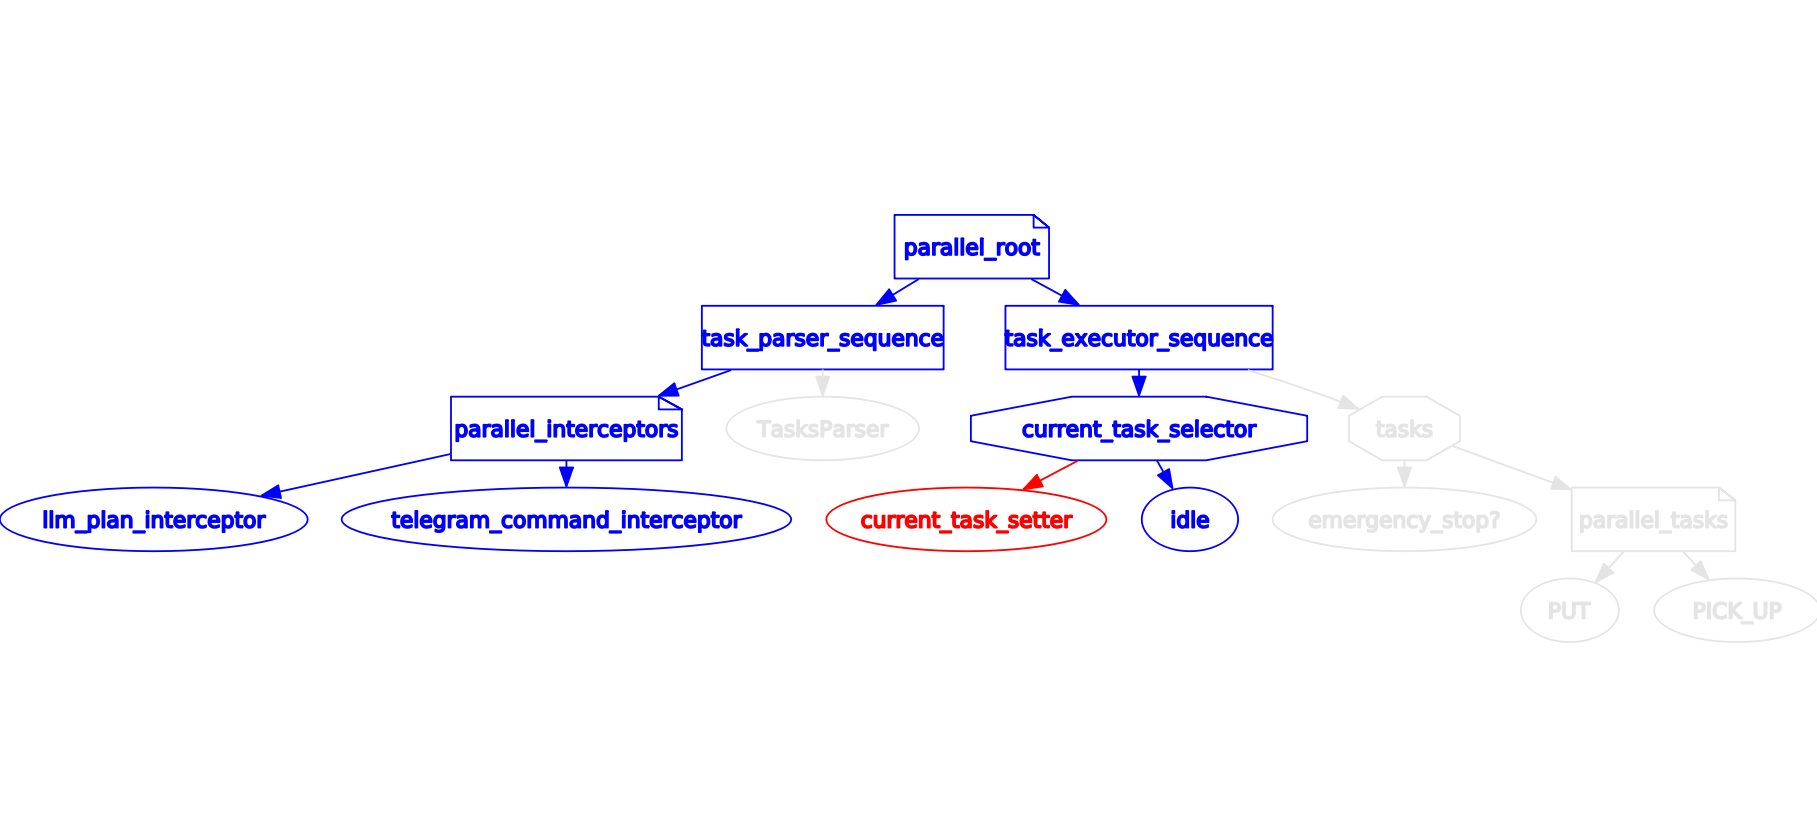 parallel_root
task_parser_sequence
task_executor_sequence
parallel_interceptors
TasksParser
current_task_selector
tasks
llm_plan_interceptor
telegram_command_interceptor
current_task_setter
idle
emergency_stop?
parallel_tasks
PUT
PICK_UP